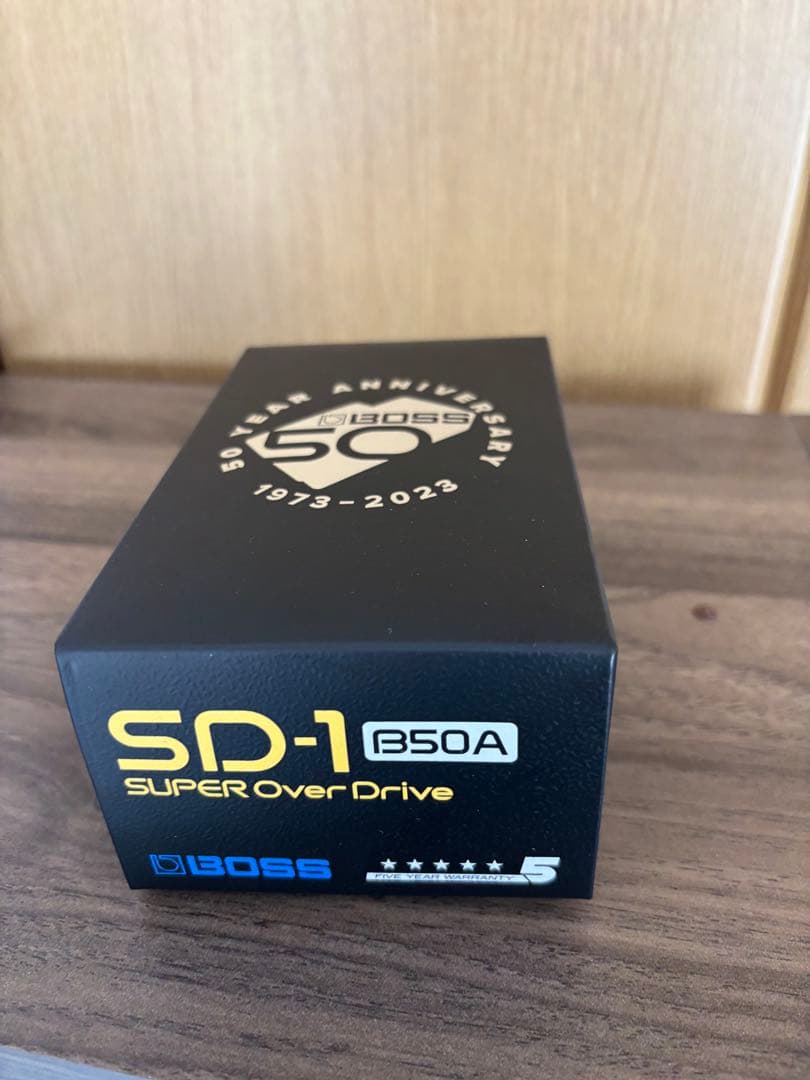 50 YEAR ANNIVERSARY
BOSS
50
1973-2023
SD-1 B50A
SUPER Over Drive
BOSS
FIVE YEAR WARRANTY 5